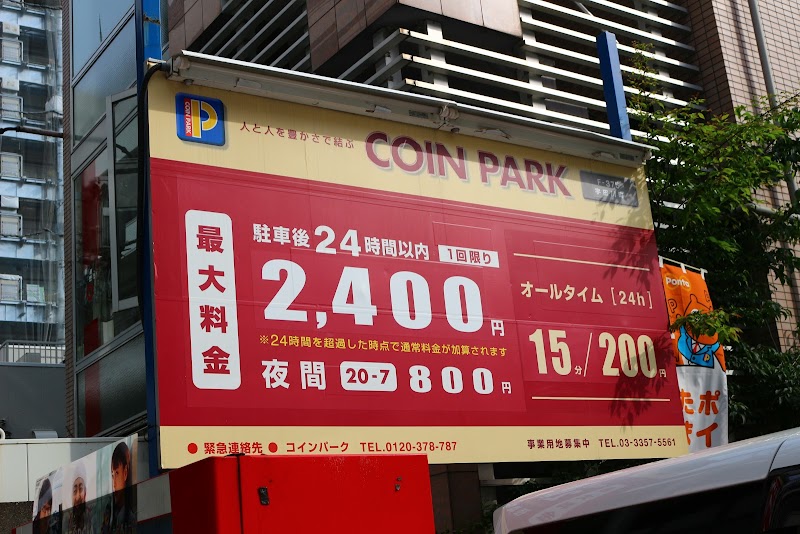 COIN PARK
人と人を豊かさで結ぶ
COIN PARK
F-375
最大料金
駐車後24時間以内 1回限り
2,400円
※24時間を超過した時点で通常料金が加算されます
夜間 20-7 800円
オールタイム [24h]
15分/200円
● 緊急連絡先 ● コインパーク TEL.0120-378-787
事業用地募集中 TEL.03-3357-5561
Ponta
ポイ